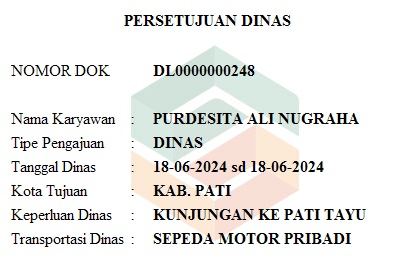 PERSETUJUAN DINAS
NOMOR DOK DL0000000248
Nama Karyawan : PURDESITA ALI NUGRAHA
Tipe Pengajuan : DINAS
Tanggal Dinas : 18-06-2024 sd 18-06-2024
Kota Tujuan : KAB. PATI
Keperluan Dinas : KUNJUNGAN KE PATI TAYU
Transportasi Dinas : SEPEDA MOTOR PRIBADI